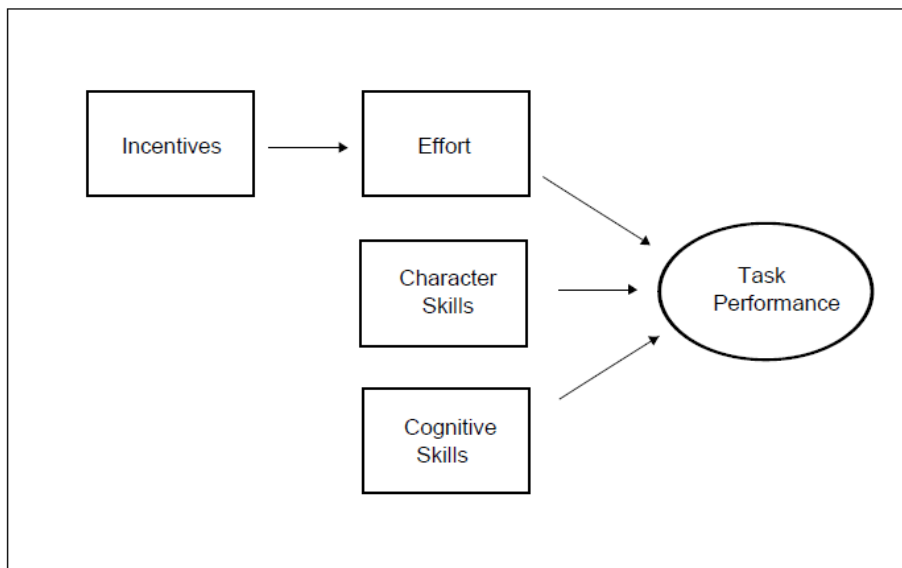 Incentives
Effort
Character
Skills
Task
Performance
Cognitive
Skills